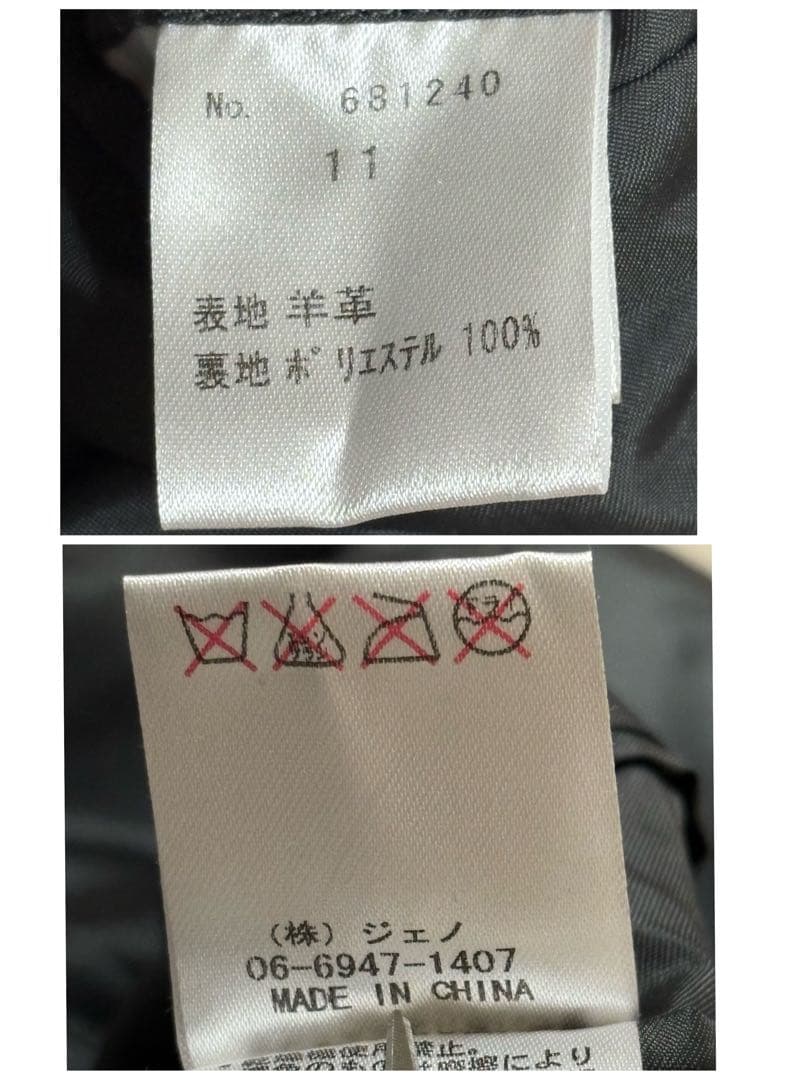 No. 681240
11
表地 羊革
裏地 ポリエステル 100%
ドライ
(株) ジェノ
06-6947-1407
MADE IN CHINA